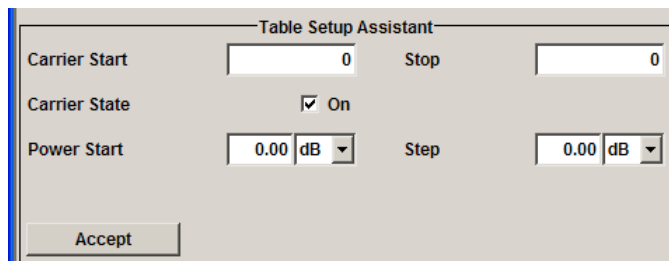 Table Setup Assistant
Carrier Start 0 Stop 0
Carrier State On
Power Start 0.00 dB Step 0.00 dB
Accept